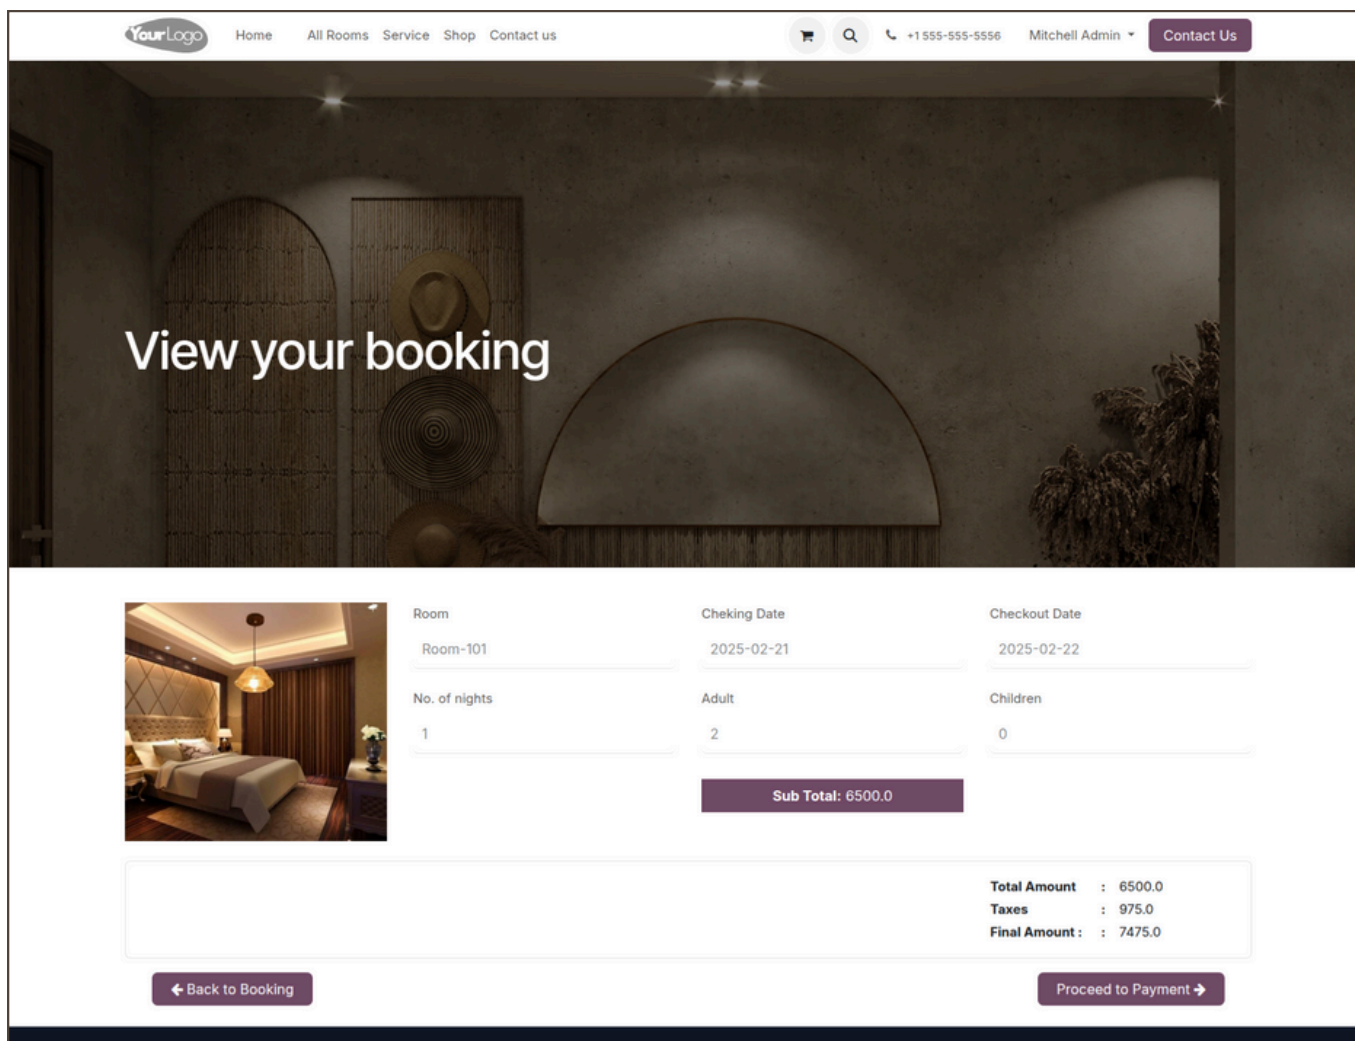 YourLogo Home All Rooms Service Shop Contact us +1 555-555-5556 Mitchell Admin Contact Us
View your booking
Room Cheking Date Checkout Date
Room-101 2025-02-21 2025-02-22
No. of nights Adult Children
1 2 0
Sub Total: 6500.0
Total Amount : 6500.0
Taxes : 975.0
Final Amount : : 7475.0
Back to Booking Proceed to Payment